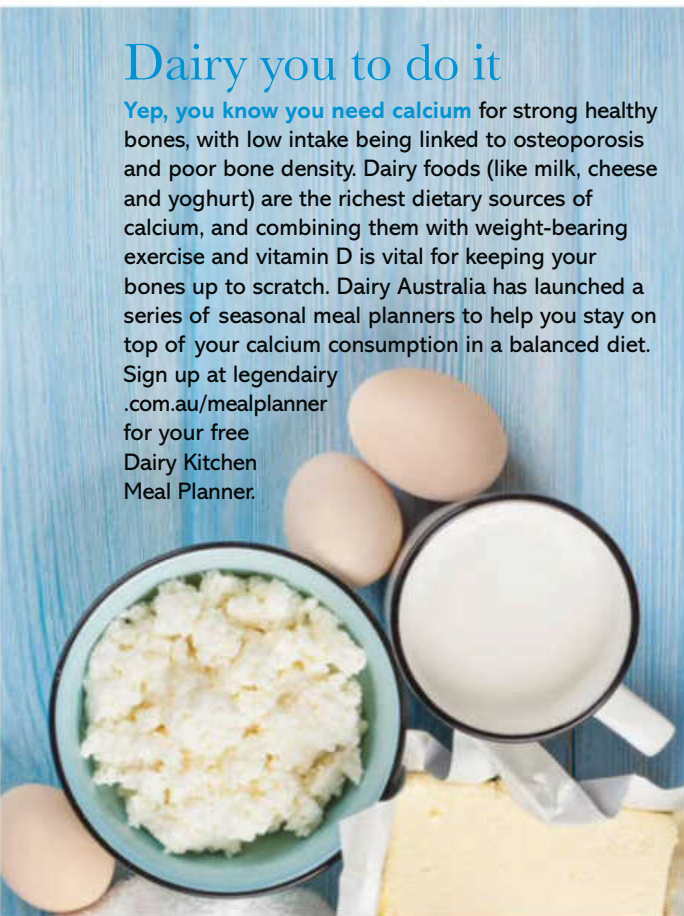 Dairy you to do it
Yep, you know you need calcium for strong healthy
bones, with low intake being linked to osteoporosis
and poor bone density. Dairy foods (like milk, cheese
and yoghurt) are the richest dietary sources of
calcium, and combining them with weight-bearing
exercise and vitamin D is vital for keeping your
bones up to scratch. Dairy Australia has launched a
series of seasonal meal planners to help you stay on
top of your calcium consumption in a balanced diet.
Sign up at legendairy
.com.au/mealplanner
for your free
Dairy Kitchen
Meal Planner.